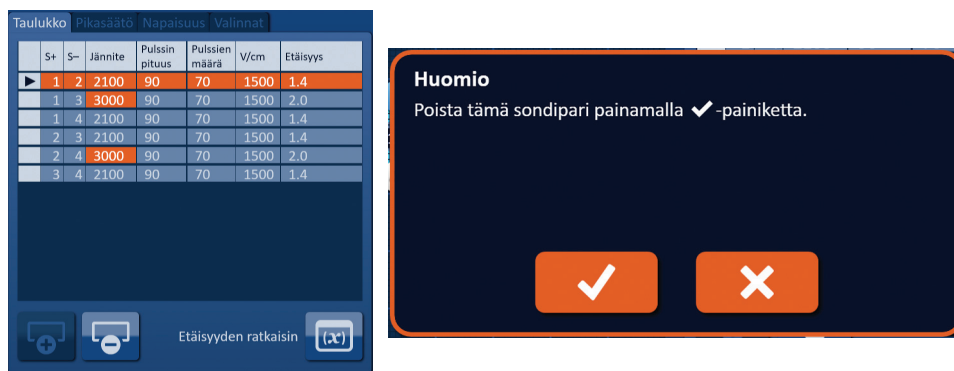 Taulukko Pikasäätö Napaisuus Valinnat
S+ S– Jännite Pulssin pituus Pulssien määrä V/cm Etäisyys
1 2 2100 90 70 1500 1.4
1 3 3000 90 70 1500 2.0
1 4 2100 90 70 1500 1.4
2 3 2100 90 70 1500 1.4
2 4 3000 90 70 1500 2.0
3 4 2100 90 70 1500 1.4
Etäisyyden ratkaisin (x)
Huomio
Poista tämä sondipari painamalla ✔-painiketta.